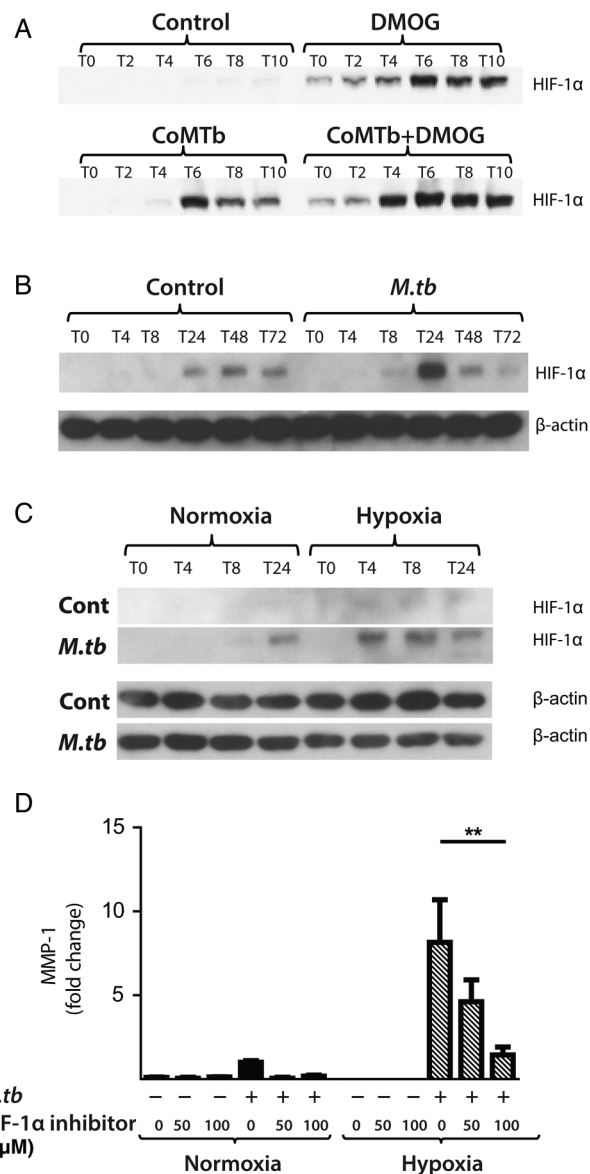 A
Control DMOG
T0 T2 T4 T6 T8 T10 T0 T2 T4 T6 T8 T10
HIF-1α
CoMTb CoMTb+DMOG
T0 T2 T4 T6 T8 T10 T0 T2 T4 T6 T8 T10
HIF-1α
B
Control M.tb
T0 T4 T8 T24 T48 T72 T0 T4 T8 T24 T48 T72
HIF-1α
β-actin
C
Normoxia Hypoxia
T0 T4 T8 T24 T0 T4 T8 T24
Cont HIF-1α
M.tb HIF-1α
Cont β-actin
M.tb β-actin
D
15
**
10
MMP-1
(fold change)
5
.tb − − − + + + − − − + + +
F-1α inhibitor 0 50 100 0 50 100 0 50 100 0 50 100
µM)
Normoxia Hypoxia